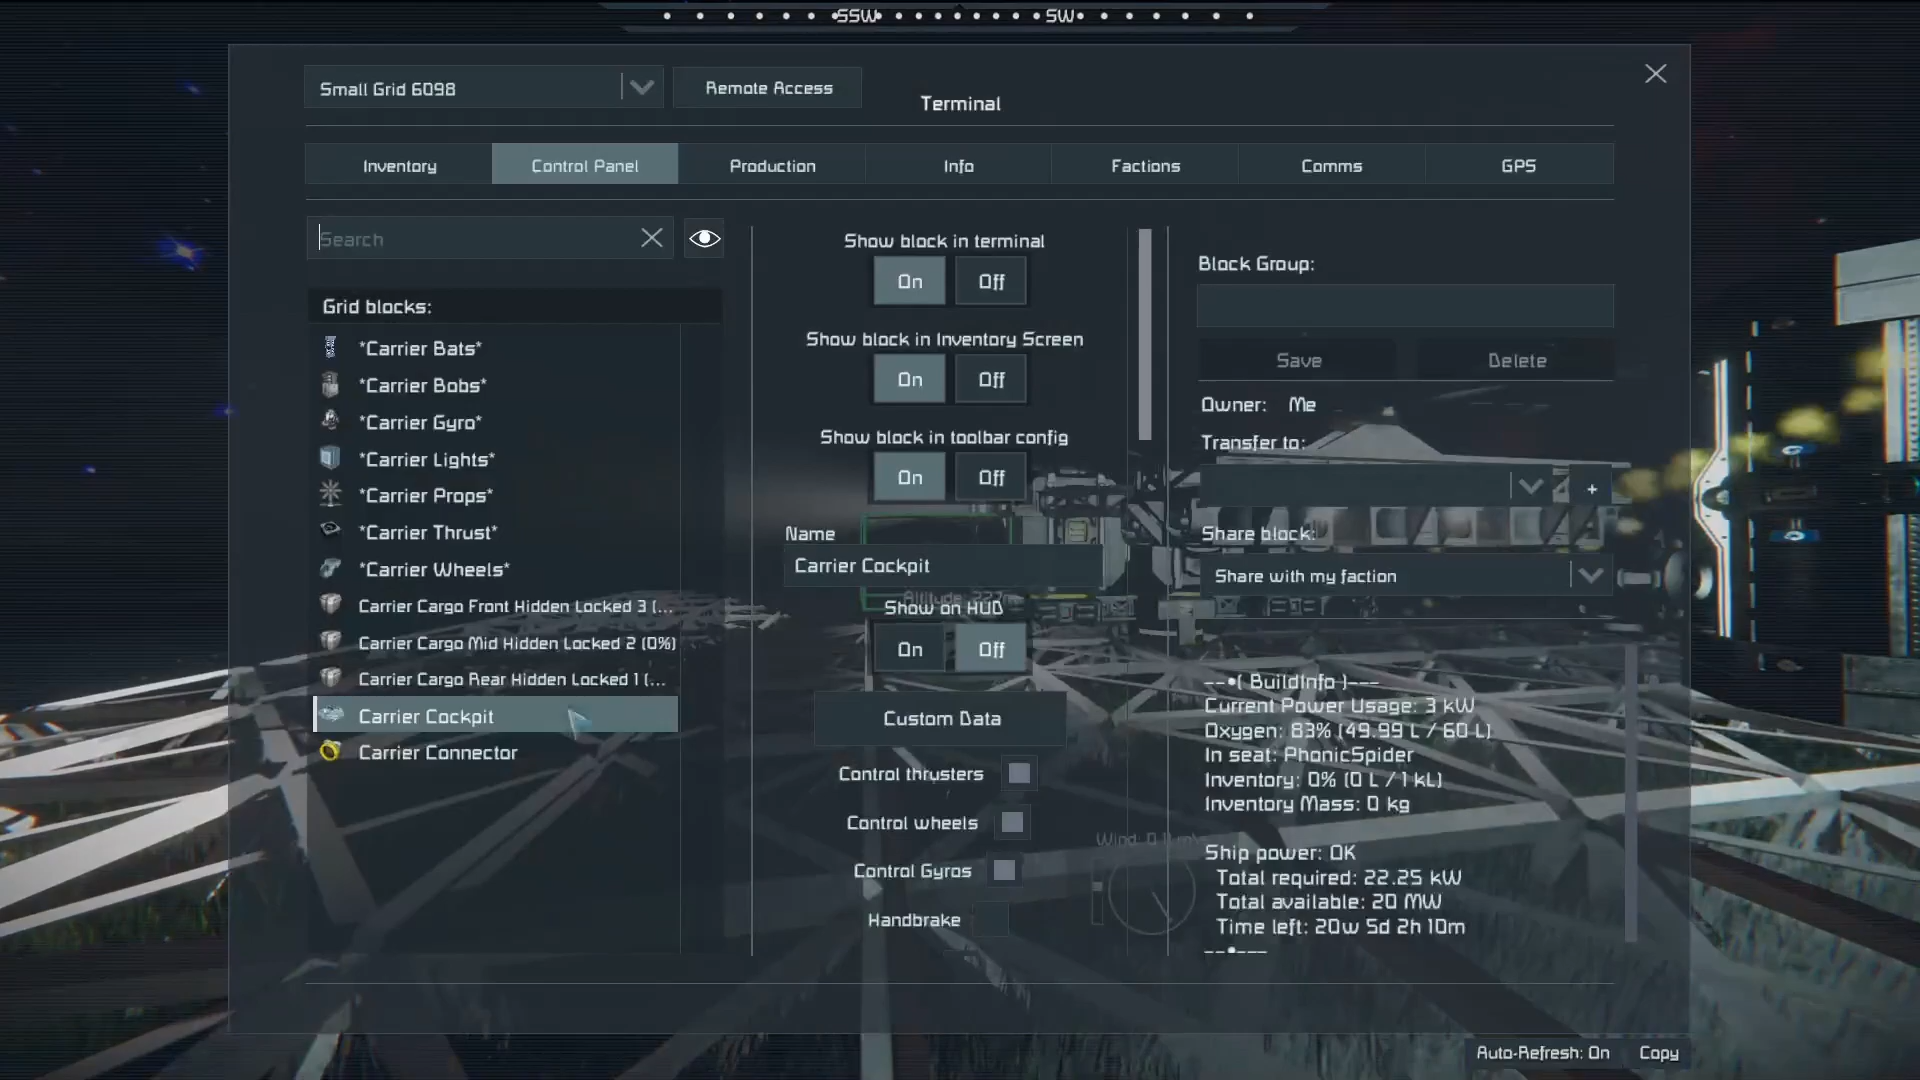 SSW
SW
Small Grid 6098
Remote Access
Terminal
Inventory
Control Panel
Production
Info
Factions
Comms
GPS
Search
Grid blocks:
*Carrier Bats*
*Carrier Bobs*
*Carrier Gyro*
*Carrier Lights*
*Carrier Props*
*Carrier Thrust*
*Carrier Wheels*
Carrier Cargo Front Hidden Locked 3 (...
Carrier Cargo Mid Hidden Locked 2 (0%)
Carrier Cargo Rear Hidden Locked 1 (...
Carrier Cockpit
Carrier Connector
Show block in terminal
On Off
Show block in Inventory Screen
On Off
Show block in toolbar config
On Off
Name
Carrier Cockpit
Show on HUD
On Off
Custom Data
Control thrusters
Control wheels
Control Gyros
Handbrake
Block Group:
Save Delete
Owner: Me
Transfer to:
+
Share block:
Share with my faction
--•( BuildInfo )---
Current Power Usage: 3 kW
Oxygen: 83% (49.99 L / 60 L)
In seat: PhonicSpider
Inventory: 0% (0 L / 1 kL)
Inventory Mass: 0 kg
Ship power: OK
Total required: 22.25 kW
Total available: 20 MW
Time left: 20w 5d 2h 10m
--•---
Auto-Refresh: On
Copy